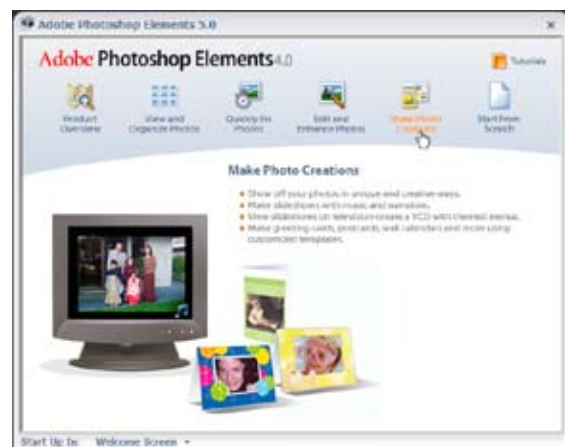 Adobe Photoshop Elements 5.0
Adobe Photoshop Elements 4.0
Tutorials
Product Overview
View and Organize Photos
Quickly Fix Photos
Edit and Enhance Photos
Make Photo Creations
Start From Scratch
Make Photo Creations
Show off your photos in unique and creative ways.
Make slideshows with music and narration.
View slideshows on television-create a VCD with themed menus.
Make greeting cards, postcards, wall calendars and more using
customized templates.
Start Up In: Welcome Screen